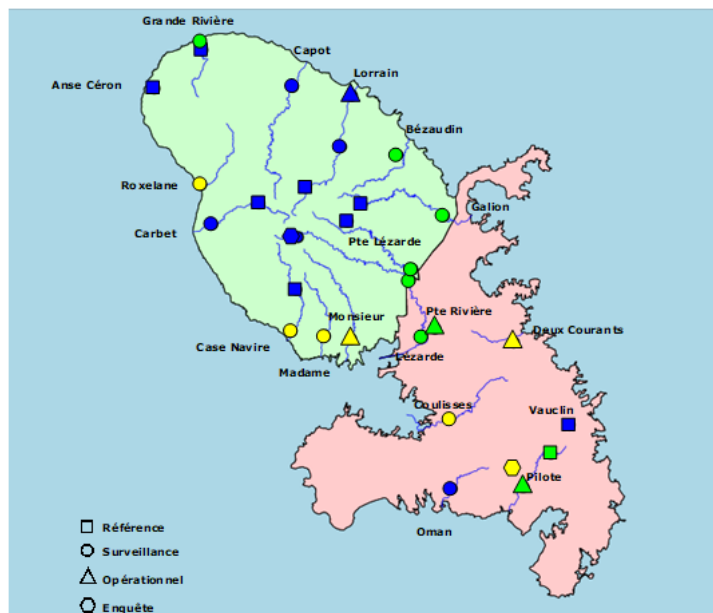 Grande Rivière
Capot
Lorrain
Anse Céron
Bézaudin
Roxelane
Galion
Carbet
Pte Lézarde
Monsieur
Pte Rivière
Deux Courants
Case Navire
Lézarde
Madame
Coulisses
Vauclin
Pilote
Oman
Référence
Surveillance
Opérationnel
Enquête